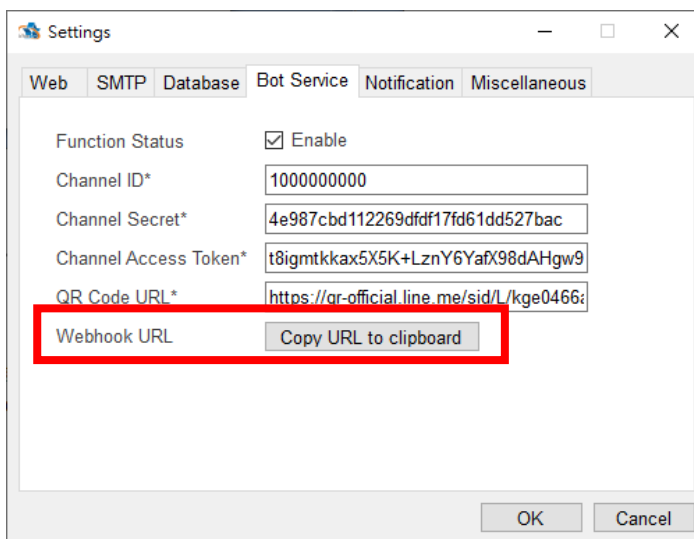 Settings
Web SMTP Database Bot Service Notification Miscellaneous
Function Status Enable
Channel ID* 1000000000
Channel Secret* 4e987cbd112269dfdf17fd61dd527bac
Channel Access Token* t8igmtkkax5X5K+LznY6YafX98dAHgw9
QR Code URL* https://qr-official.line.me/sid/L/kge0466a
Webhook URL Copy URL to clipboard
OK Cancel